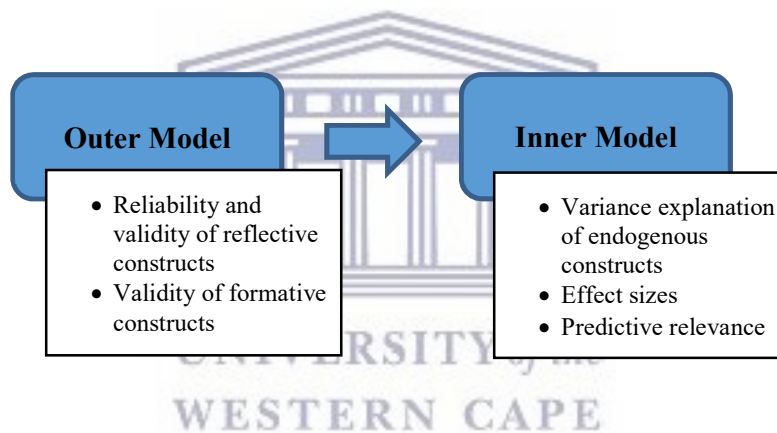 Outer Model
• Reliability and
validity of reflective
constructs
• Validity of formative
constructs
Inner Model
• Variance explanation
of endogenous
constructs
• Effect sizes
• Predictive relevance
UNIVERSITY of the
WESTERN CAPE